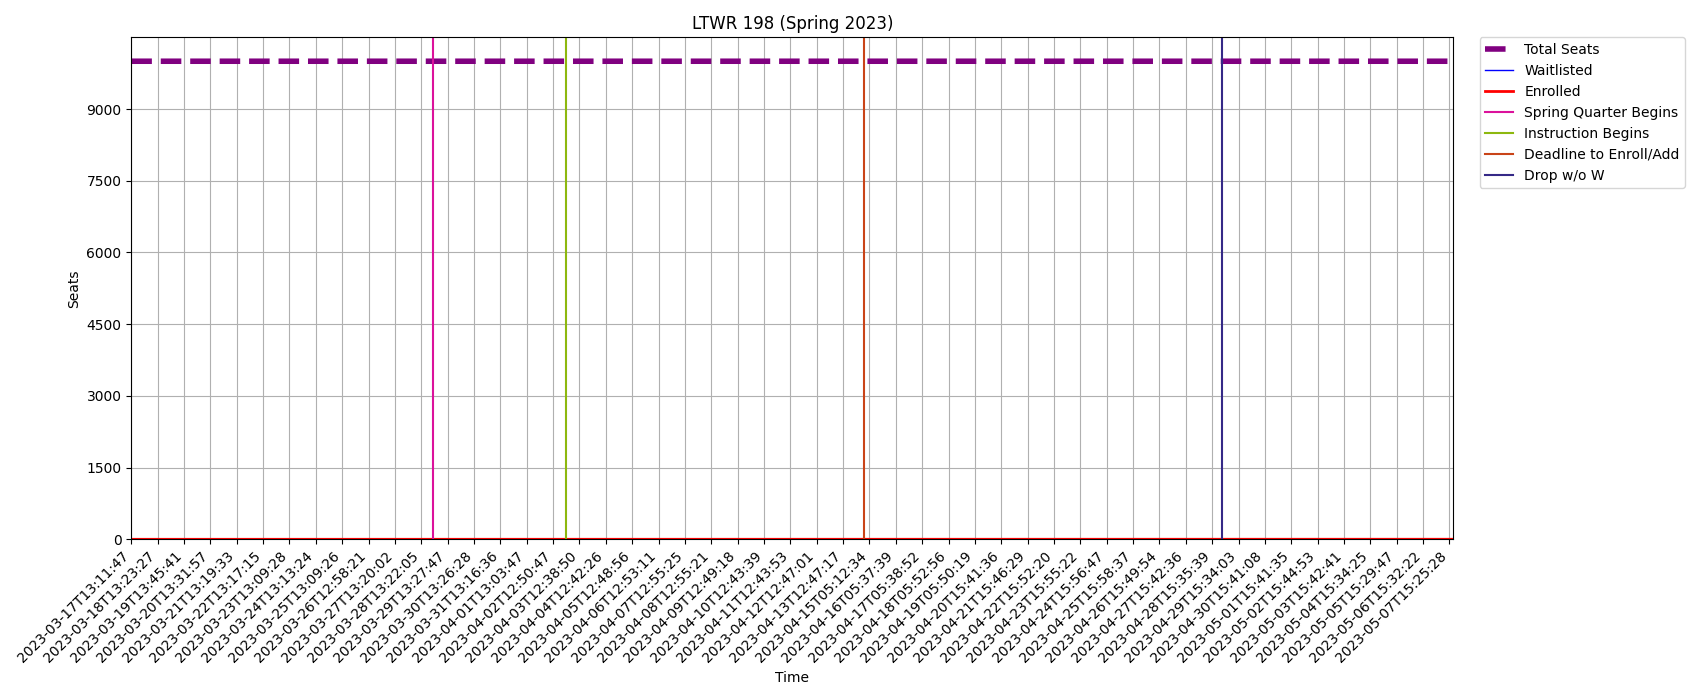 LTWR 198 (Spring 2023)
Total Seats
Waitlisted
Enrolled
Spring Quarter Begins
Instruction Begins
Deadline to Enroll/Add
Drop w/o W
9000
7500
6000
4500
3000
1500
0
Seats
2023-03-17T13:11:47
2023-03-18T13:23:27
2023-03-19T13:45:41
2023-03-20T13:31:57
2023-03-21T13:19:33
2023-03-22T13:17:15
2023-03-23T13:09:28
2023-03-24T13:13:24
2023-03-25T13:09:26
2023-03-26T12:58:21
2023-03-27T13:20:02
2023-03-28T13:22:05
2023-03-29T13:27:47
2023-03-30T13:26:28
2023-03-31T13:16:36
2023-04-01T13:03:47
2023-04-02T12:50:47
2023-04-03T12:38:50
2023-04-04T12:42:26
2023-04-05T12:48:56
2023-04-06T12:53:11
2023-04-07T12:55:25
2023-04-08T12:55:21
2023-04-09T12:49:18
2023-04-10T12:43:39
2023-04-11T12:43:53
2023-04-12T12:47:01
2023-04-13T12:47:17
2023-04-15T05:12:34
2023-04-16T05:37:39
2023-04-17T05:38:52
2023-04-18T05:52:56
2023-04-19T05:50:19
2023-04-20T15:41:36
2023-04-21T15:46:29
2023-04-22T15:52:20
2023-04-23T15:55:22
2023-04-24T15:56:47
2023-04-25T15:58:37
2023-04-26T15:49:54
2023-04-27T15:42:36
2023-04-28T15:35:39
2023-04-29T15:34:03
2023-04-30T15:41:08
2023-05-01T15:41:35
2023-05-02T15:44:53
2023-05-03T15:42:41
2023-05-04T15:34:25
2023-05-05T15:29:47
2023-05-06T15:32:22
2023-05-07T15:25:28
Time